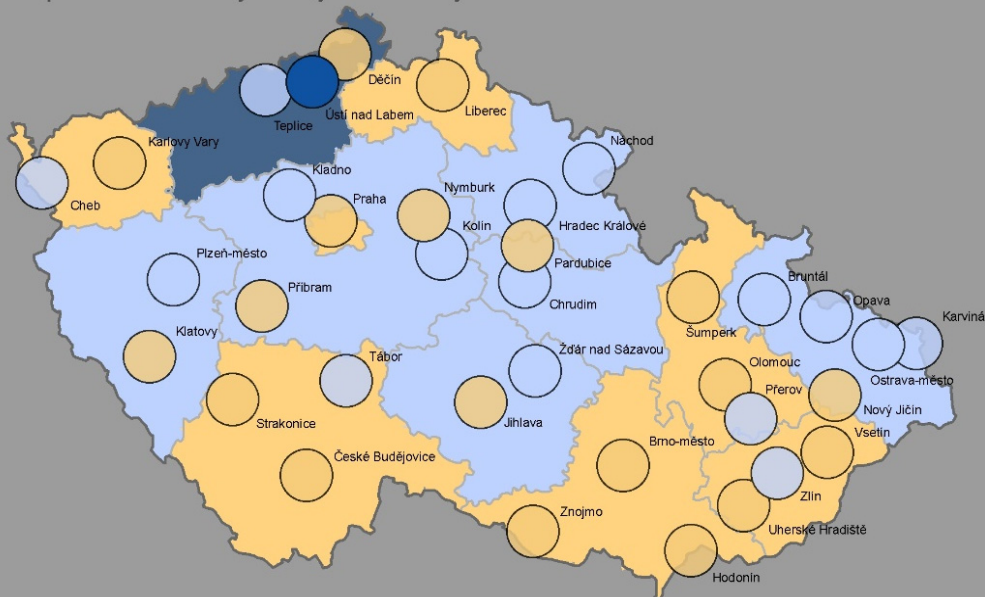 Děčín
Liberec
Ústí nad Labem
Teplice
Karlovy Vary
Náchod
Kladno
Nymburk
Praha
Cheb
Kolín
Hradec Králové
Plzeň-město
Pardubice
Bruntál
Příbram
Chrudim
Opava
Karviná
Klatovy
Šumperk
Tábor
Žďár nad Sázavou
Olomouc
Ostrava-město
Přerov
Strakonice
Jihlava
Nový Jičín
Vsetín
Brno-město
České Budějovice
Zlín
Znojmo
Uherské Hradiště
Hodonín